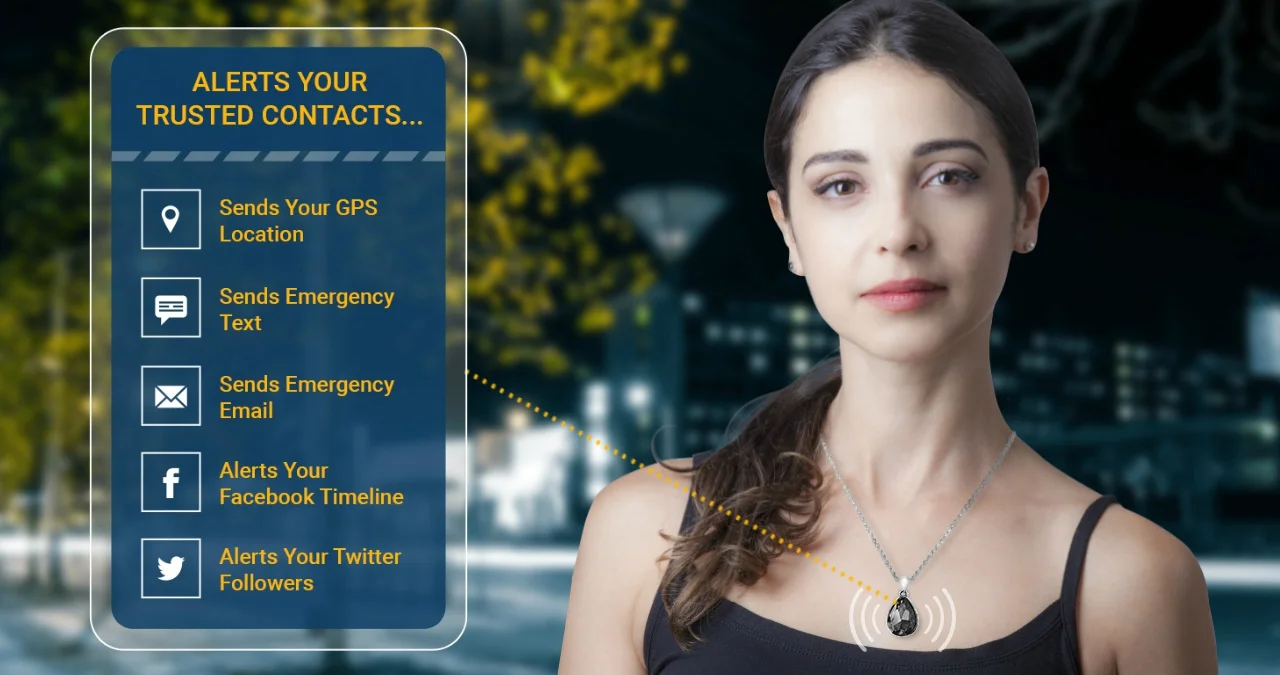 ALERTS YOUR
TRUSTED CONTACTS...
Sends Your GPS
Location
Sends Emergency
Text
Sends Emergency
Email
Alerts Your
Facebook Timeline
Alerts Your Twitter
Followers